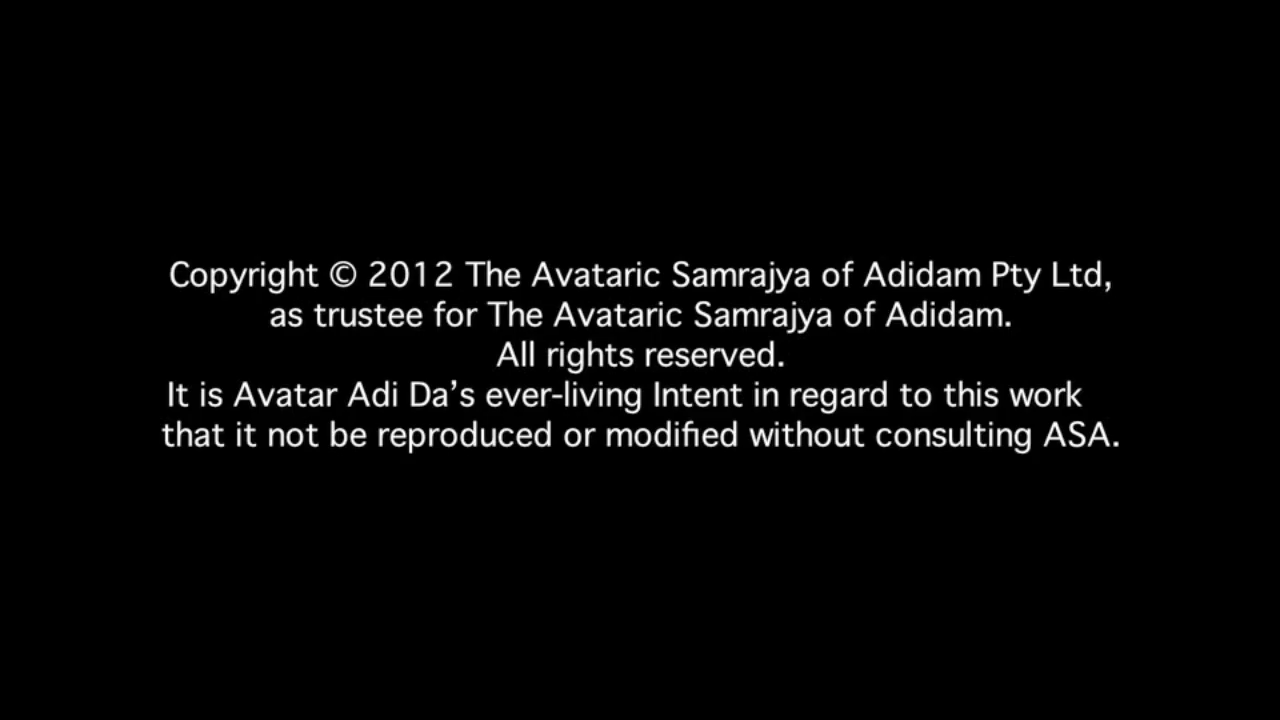 Copyright © 2012 The Avataric Samrajya of Adidam Pty Ltd,
as trustee for The Avataric Samrajya of Adidam.
All rights reserved.
It is Avatar Adi Da’s ever-living Intent in regard to this work
that it not be reproduced or modified without consulting ASA.